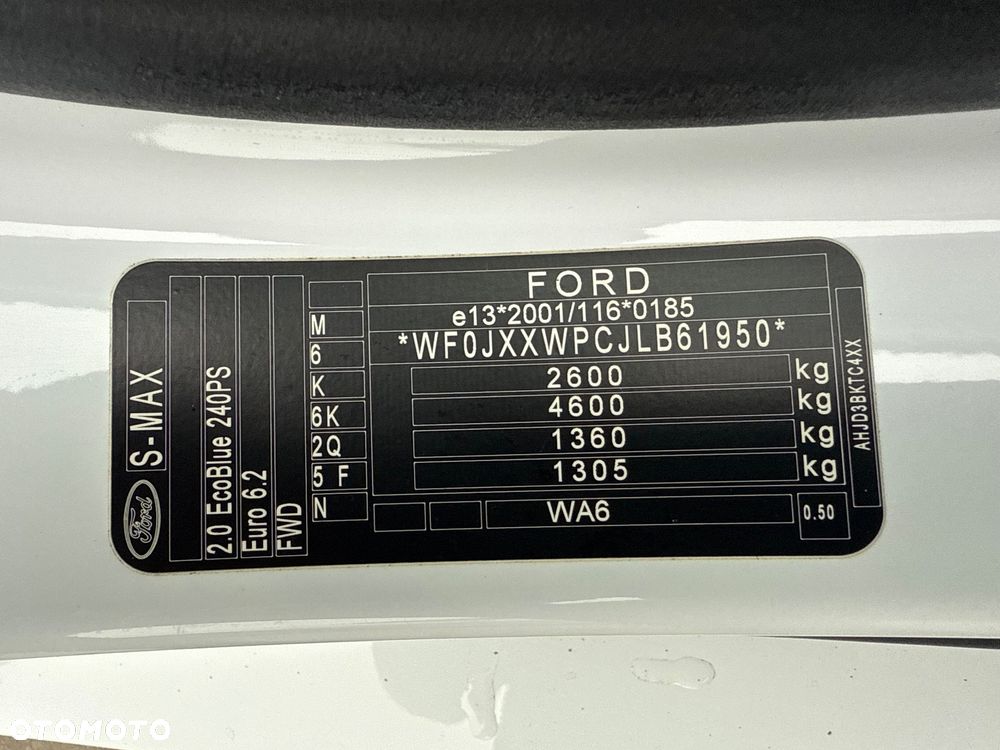 FORD
e13*2001/116*0185
*WF0JXXWPCJLB61950*
2600 kg
4600 kg
1360 kg
1305 kg
WA6
0.50
M
6
K
6K
2Q
5 F
N
Ford
S-MAX
2.0 EcoBlue 240PS
Euro 6.2
FWD
AHJD3BKTC4XX
OTOMOTO